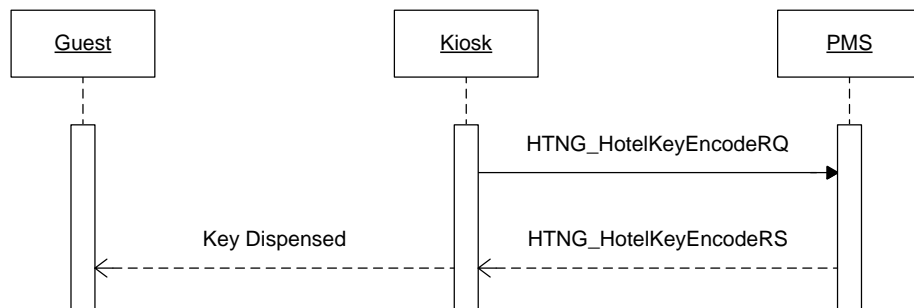 Guest
Kiosk
PMS
HTNG_HotelKeyEncodeRQ
Key Dispensed
HTNG_HotelKeyEncodeRS